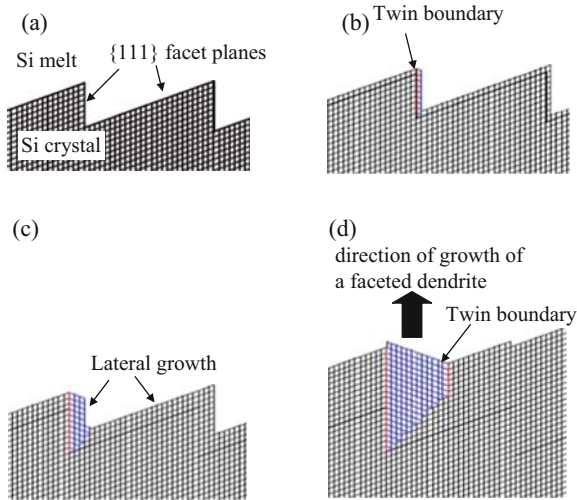 (a)
Si melt
{111} facet planes
Si crystal
(b)
Twin boundary
(c)
Lateral growth
(d)
direction of growth of
a faceted dendrite
Twin boundary